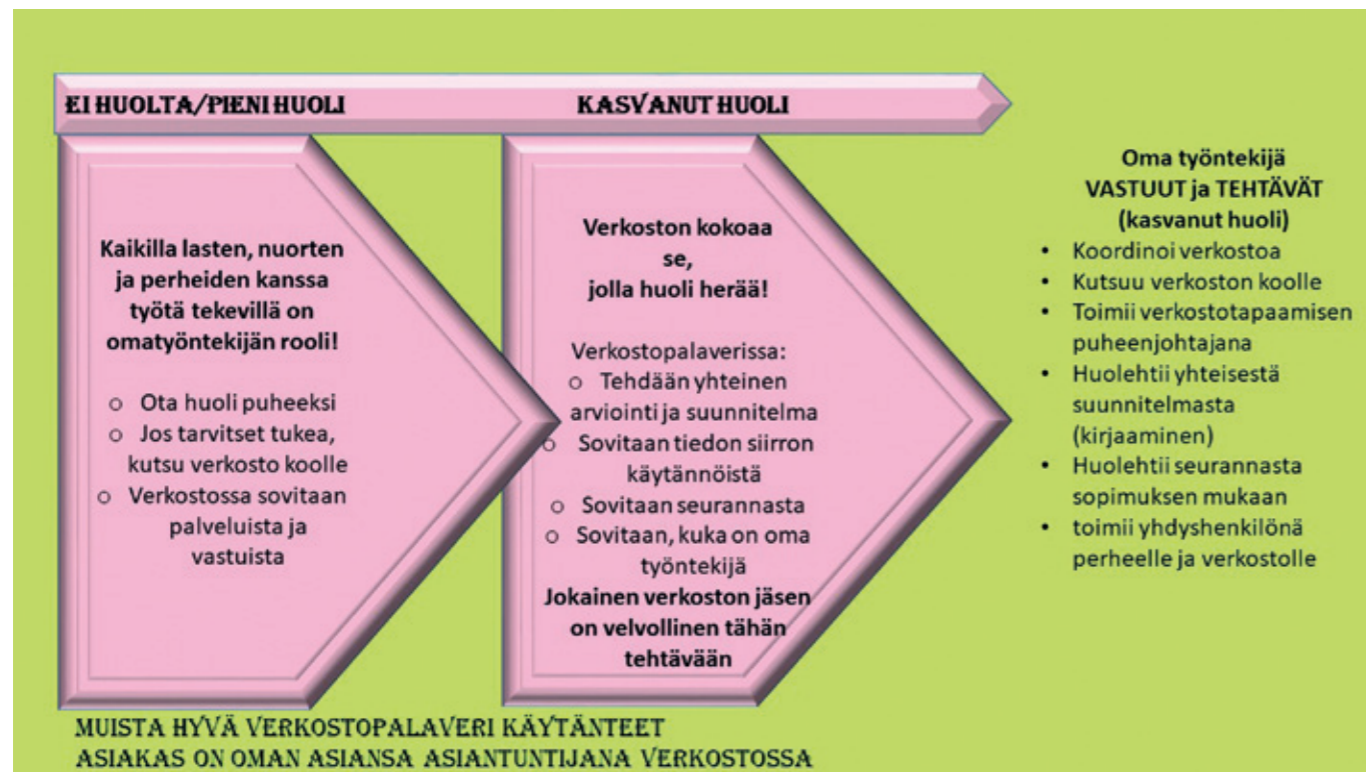 EI HUOLTA/PIENI HUOLI
KASVANUT HUOLI
Kaikilla lasten, nuorten
ja perheiden kanssa
työtä tekevillä on
omatyöntekijän rooli!
o Ota huoli puheeksi
o Jos tarvitset tukea,
kutsu verkosto koolle
o Verkostossa sovitaan
palveluista ja
vastuista
Verkoston kokoaa
se,
jolla huoli herää!
Verkostopalaverissa:
o Tehdään yhteinen
arviointi ja suunnitelma
o Sovitaan tiedon siirron
käytännöistä
o Sovitaan seurannasta
o Sovitaan, kuka on oma
työntekijä
Jokainen verkoston jäsen
on velvollinen tähän
tehtävään
Oma työntekijä
VASTUUT ja TEHTÄVÄT
(kasvanut huoli)
• Koordinoi verkostoa
• Kutsuu verkoston koolle
• Toimii verkostotapaamisen
puheenjohtajana
• Huolehtii yhteisestä
suunnitelmasta
(kirjaaminen)
• Huolehtii seurannasta
sopimuksen mukaan
• toimii yhdyshenkilönä
perheelle ja verkostolle
MUISTA HYVÄ VERKOSTOPALAVERI KÄYTÄNTEET
ASIAKAS ON OMAN ASIANSA ASIANTUNTIJANA VERKOSTOSSA